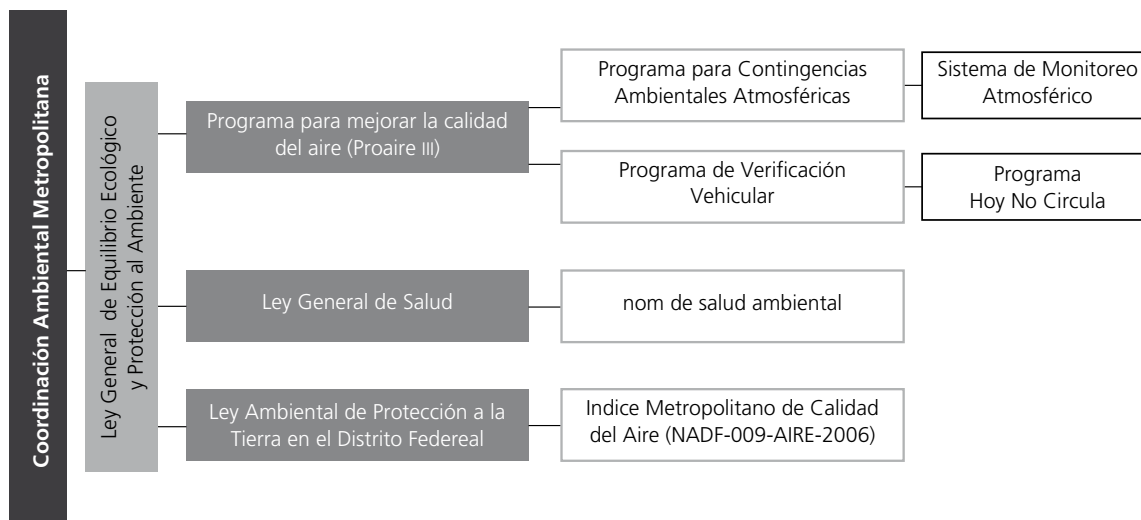 Coordinación Ambiental Metropolitana
Ley General de Equilibrio Ecológico
y Protección al Ambiente
Programa para mejorar la calidad
del aire (Proaire III)
Programa para Contingencias
Ambientales Atmosféricas
Sistema de Monitoreo
Atmosférico
Programa de Verificación
Vehicular
Programa
Hoy No Circula
Ley General de Salud
nom de salud ambiental
Ley Ambiental de Protección a la
Tierra en el Distrito Federeal
Indice Metropolitano de Calidad
del Aire (NADF-009-AIRE-2006)